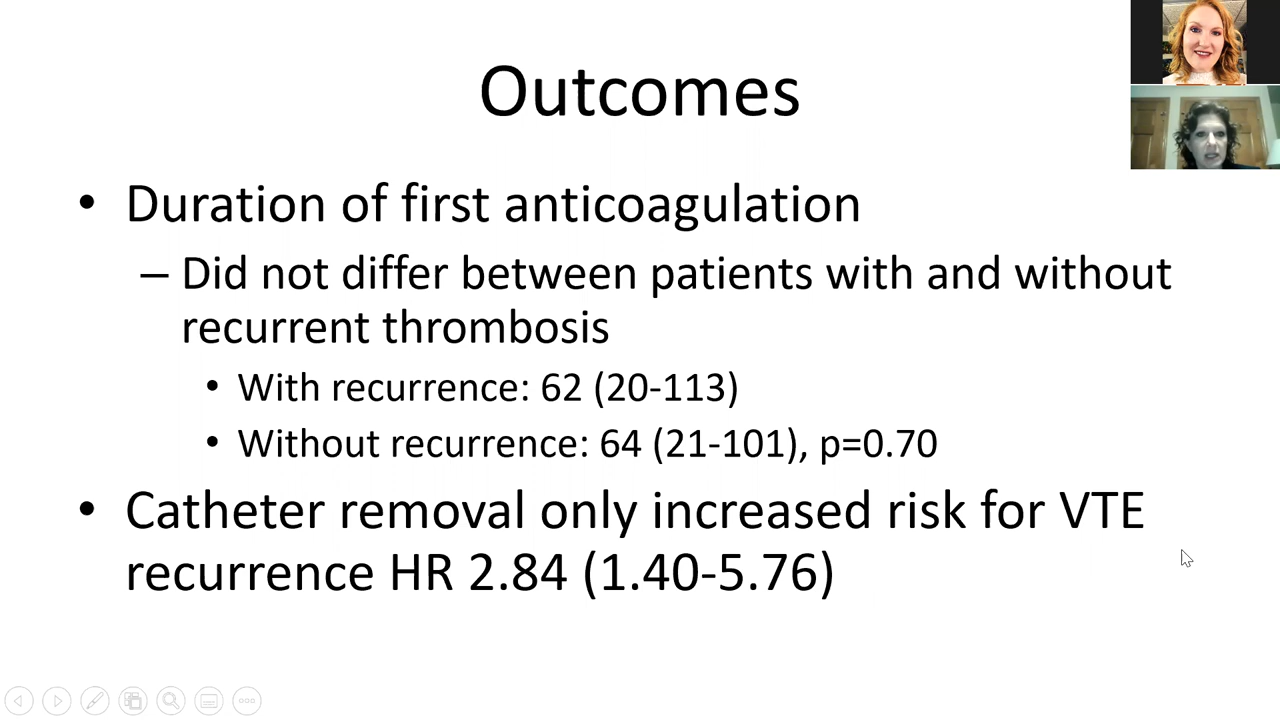 Outcomes
• Duration of first anticoagulation
– Did not differ between patients with and without
recurrent thrombosis
• With recurrence: 62 (20-113)
• Without recurrence: 64 (21-101), p=0.70
• Catheter removal only increased risk for VTE
recurrence HR 2.84 (1.40-5.76)